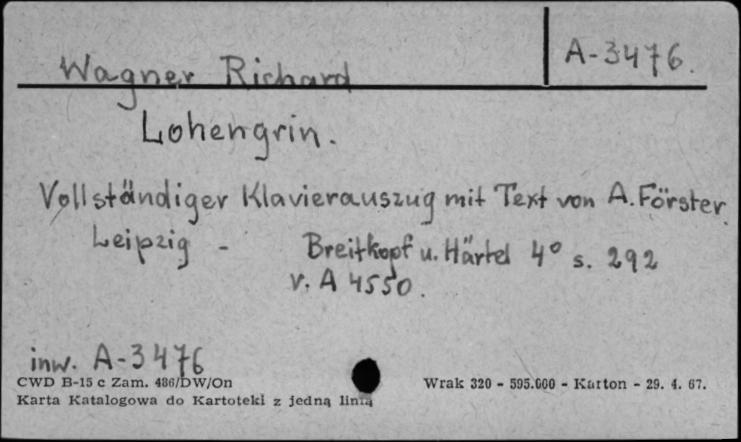 Wagner Richard
A-3476.
Lohengrin.
Vollständiger Klavierauszug mit Text von A. Förster.
Leipzig - Breitkopf u. Härtel 4° s. 292
v. A 4550.
inw. A-3476
CWD B-15 c Zam. 486/DW/On
Wrak 320 - 595.000 - Karton - 29. 4. 67.
Karta Katalogowa do Kartoteki z jedną linią